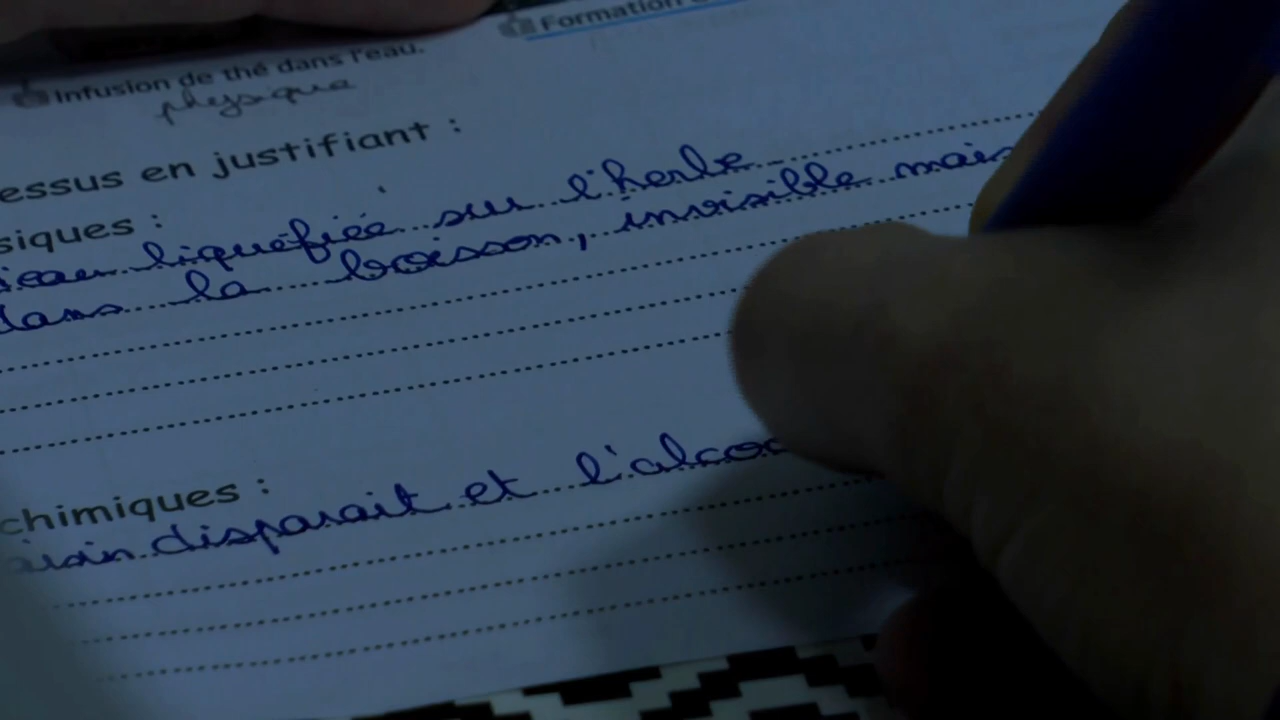 Formation
Infusion de thé dans l'eau.
physique
essus en justifiant :
siques :
eau liquéfiée sur l'herbe
dans la boisson, invisible mais
chimiques :
disparait et l'alcoo